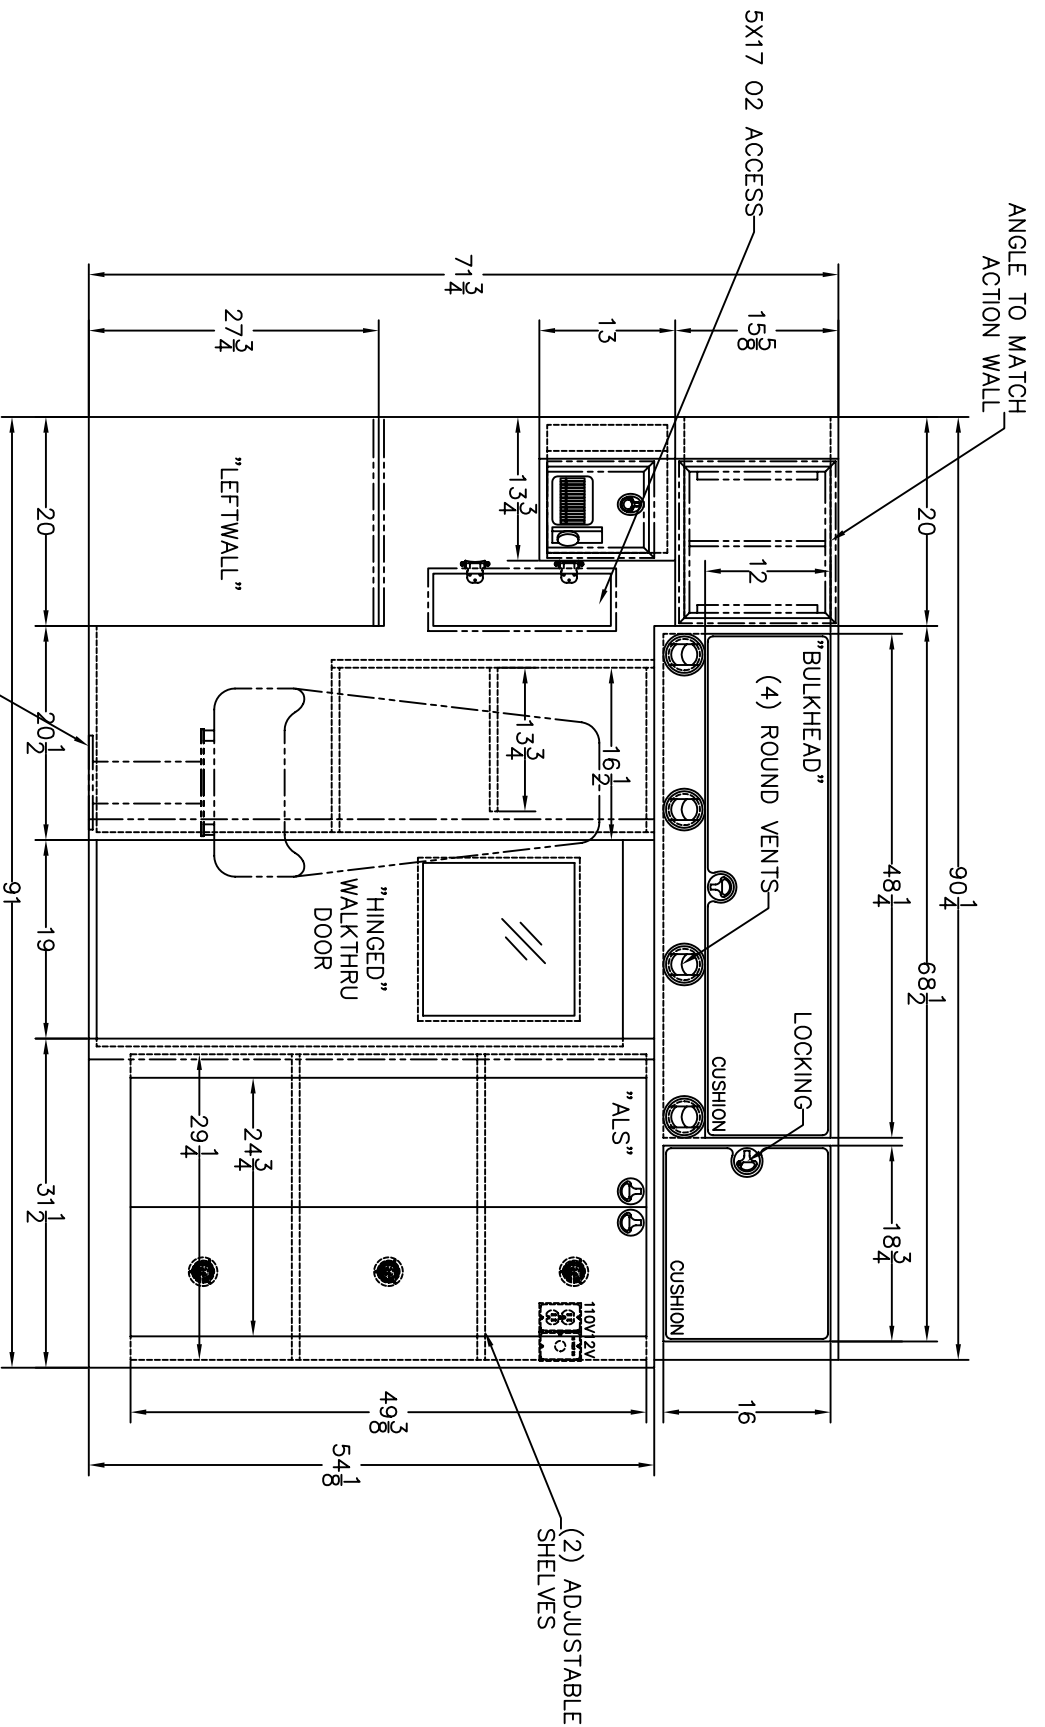 ANGLE TO MATCH
ACTION WALL
5X17 O2 ACCESS
90 1/4
20
68 1/2
48 1/4
18 3/4
71 3/4
15 5/8
13
27 3/4
12
16
"BULKHEAD"
(4) ROUND VENTS
LOCKING
CUSHION
CUSHION
13 3/4
16 1/2
13 3/4
"LEFTWALL"
"HINGED"
WALKTHRU
DOOR
"ALS"
110V12V
24 3/4
29 1/4
49 3/8
54 1/8
(2) ADJUSTABLE
SHELVES
20
20 1/2
19
31 1/2
91